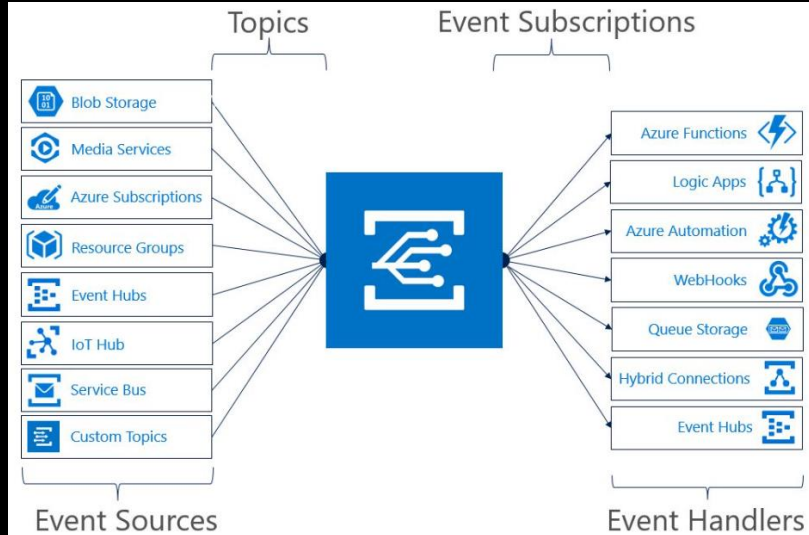 Topics
Event Subscriptions
Blob Storage
Media Services
Azure Subscriptions
Resource Groups
Event Hubs
IoT Hub
Service Bus
Custom Topics
Azure Functions
Logic Apps
Azure Automation
WebHooks
Queue Storage
Hybrid Connections
Event Hubs
Event Sources
Event Handlers